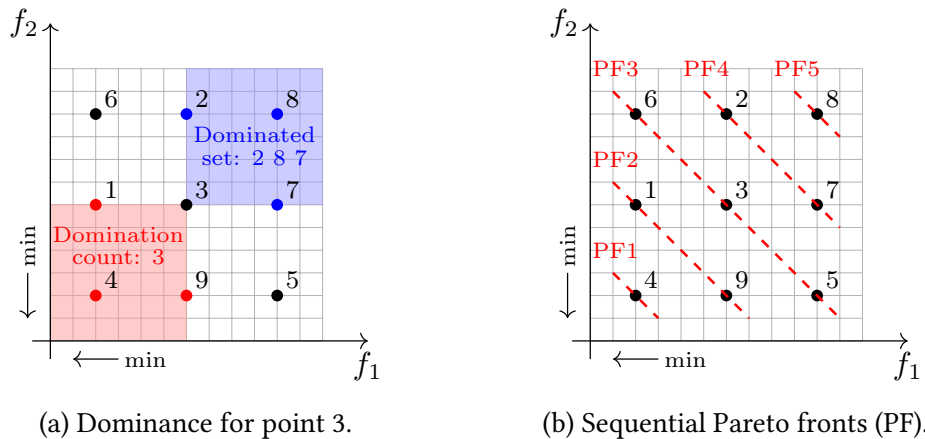 f2
6
2
8
Dominated
set: 2 8 7
1
3
7
Domination
count: 3
4
9
5
min
min
f1
(a) Dominance for point 3.
f2
PF3
PF4
PF5
6
2
8
PF2
1
3
7
PF1
4
9
5
min
min
f1
(b) Sequential Pareto fronts (PF).